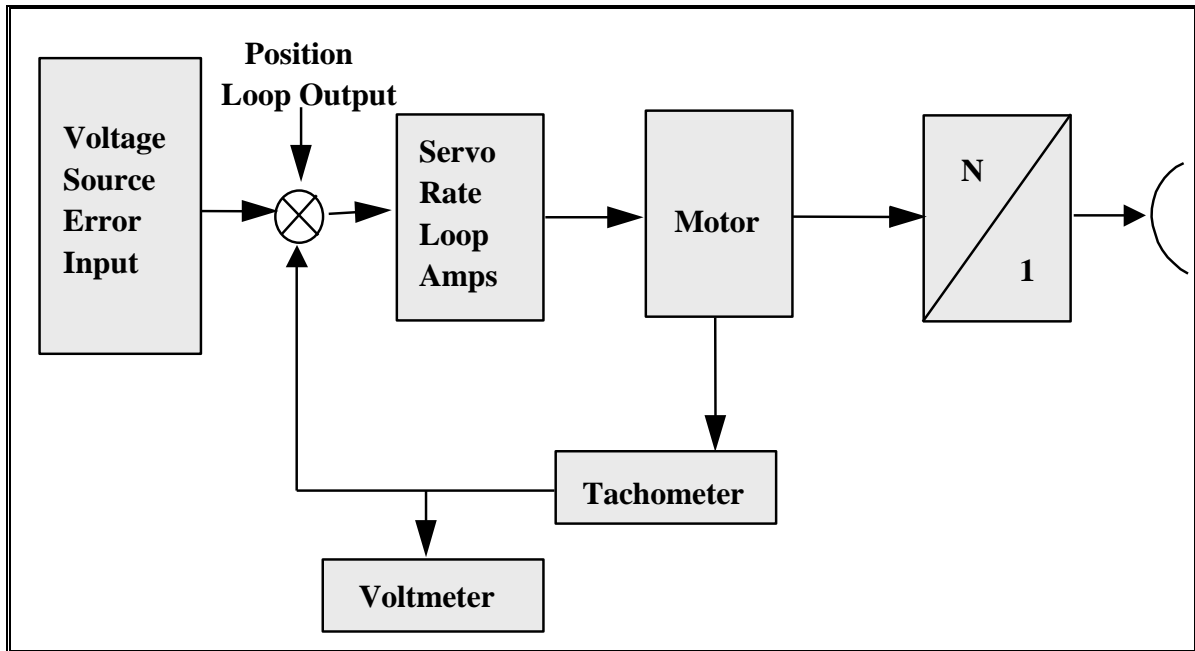 Position
Loop Output
Voltage
Source
Error
Input
Servo
Rate
Loop
Amps
Motor
N
1
Tachometer
Voltmeter